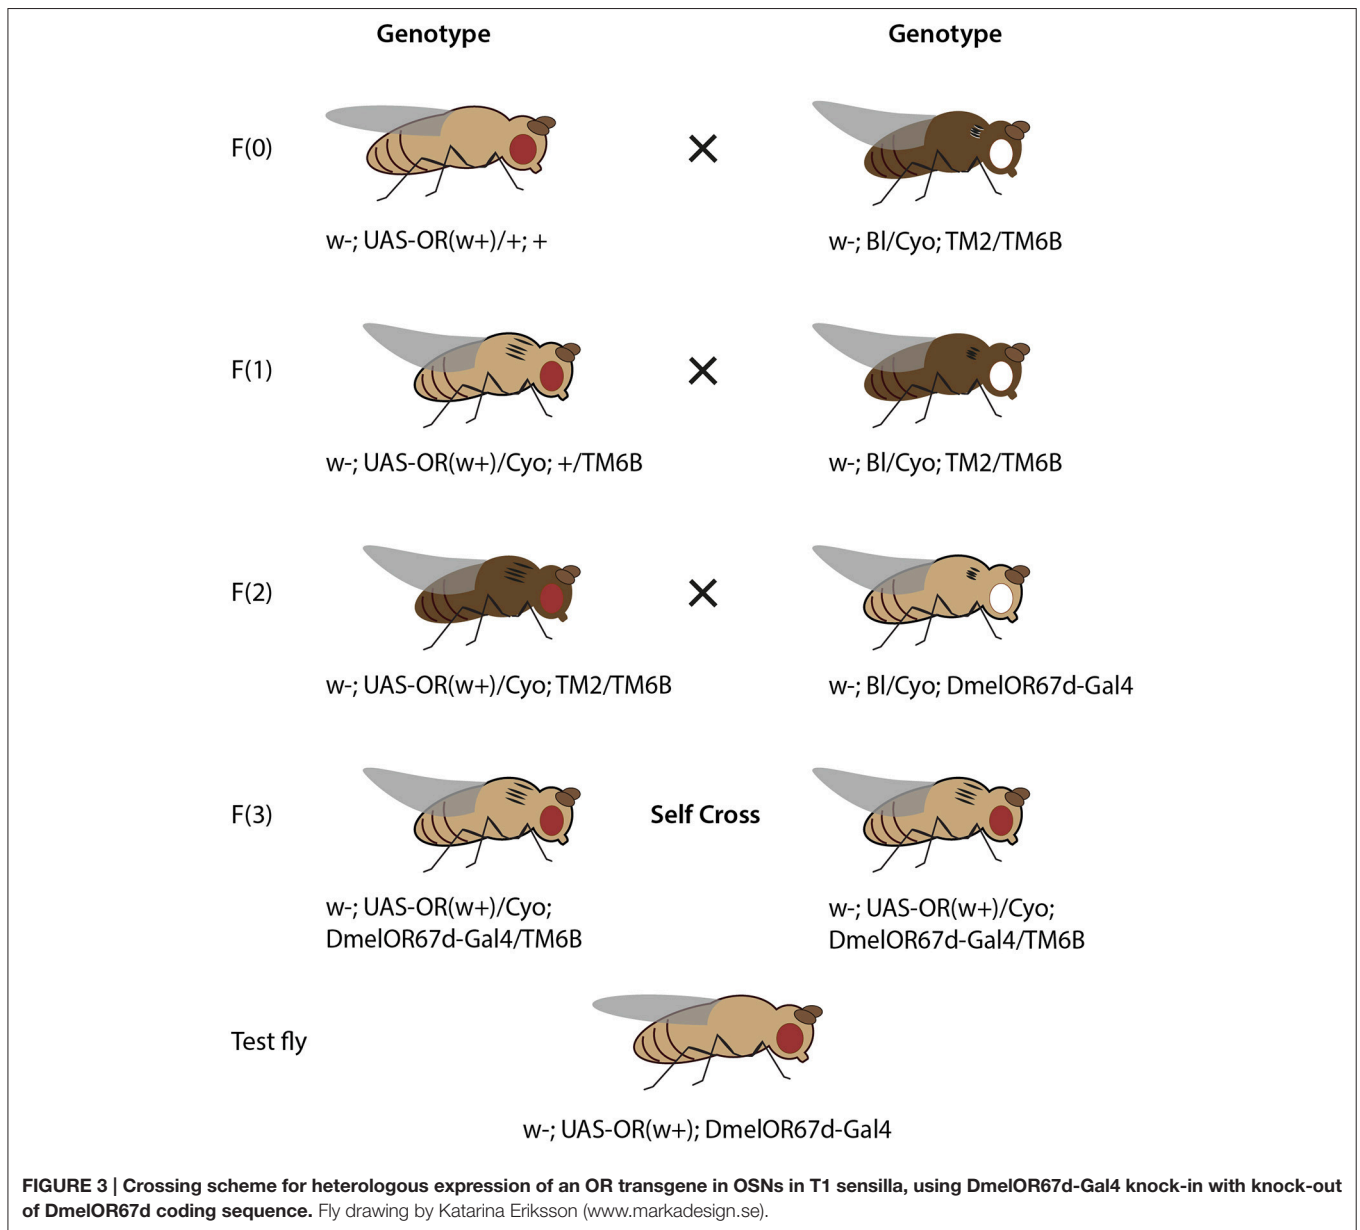 Genotype Genotype
F(0)
w-; UAS-OR(w+)/+; + w-; Bl/Cyo; TM2/TM6B
F(1)
w-; UAS-OR(w+)/Cyo; +/TM6B w-; Bl/Cyo; TM2/TM6B
F(2)
w-; UAS-OR(w+)/Cyo; TM2/TM6B w-; Bl/Cyo; DmelOR67d-Gal4
F(3) Self Cross
w-; UAS-OR(w+)/Cyo; w-; UAS-OR(w+)/Cyo;
DmelOR67d-Gal4/TM6B DmelOR67d-Gal4/TM6B
Test fly
w-; UAS-OR(w+); DmelOR67d-Gal4
FIGURE 3 | Crossing scheme for heterologous expression of an OR transgene in OSNs in T1 sensilla, using DmelOR67d-Gal4 knock-in with knock-out
of DmelOR67d coding sequence. Fly drawing by Katarina Eriksson (www.markadesign.se).